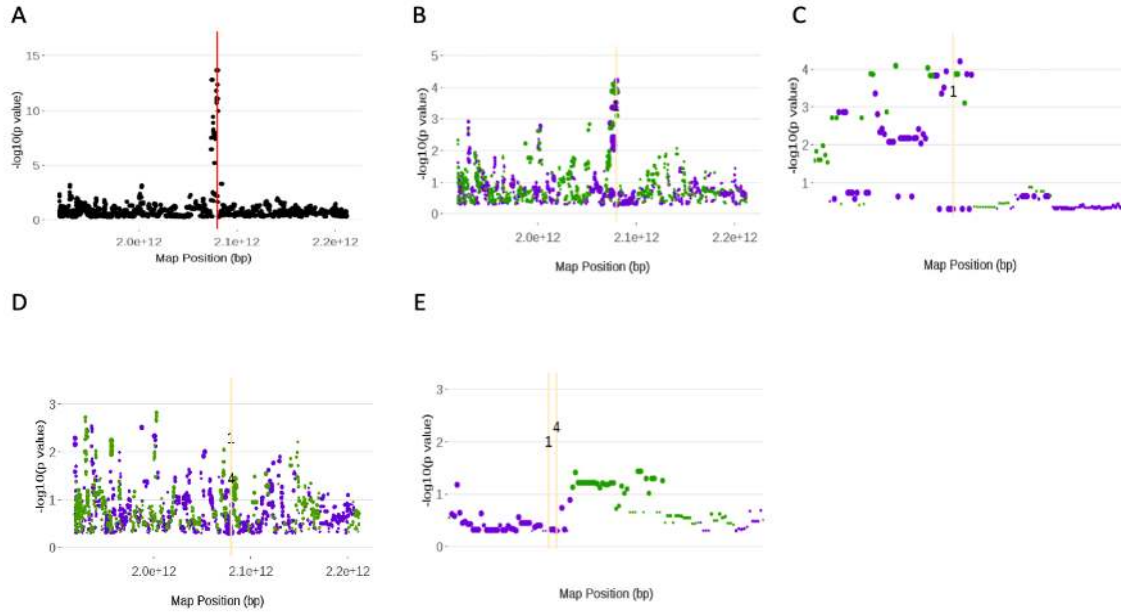 A
-log10(p value)
15
10
5
0
2.0e+12 2.1e+12 2.2e+12
Map Position (bp)
B
-log10(p value)
5
4
3
2
1
0
2.0e+12 2.1e+12 2.2e+12
Map Position (bp)
C
-log10(p value)
4
3
2
1
1
Map Position (bp)
D
-log10(p value)
3
2
1
0
1
4
2.0e+12 2.1e+12 2.2e+12
Map Position (bp)
E
-log10(p value)
3
2
1
0
4
1
Map Position (bp)